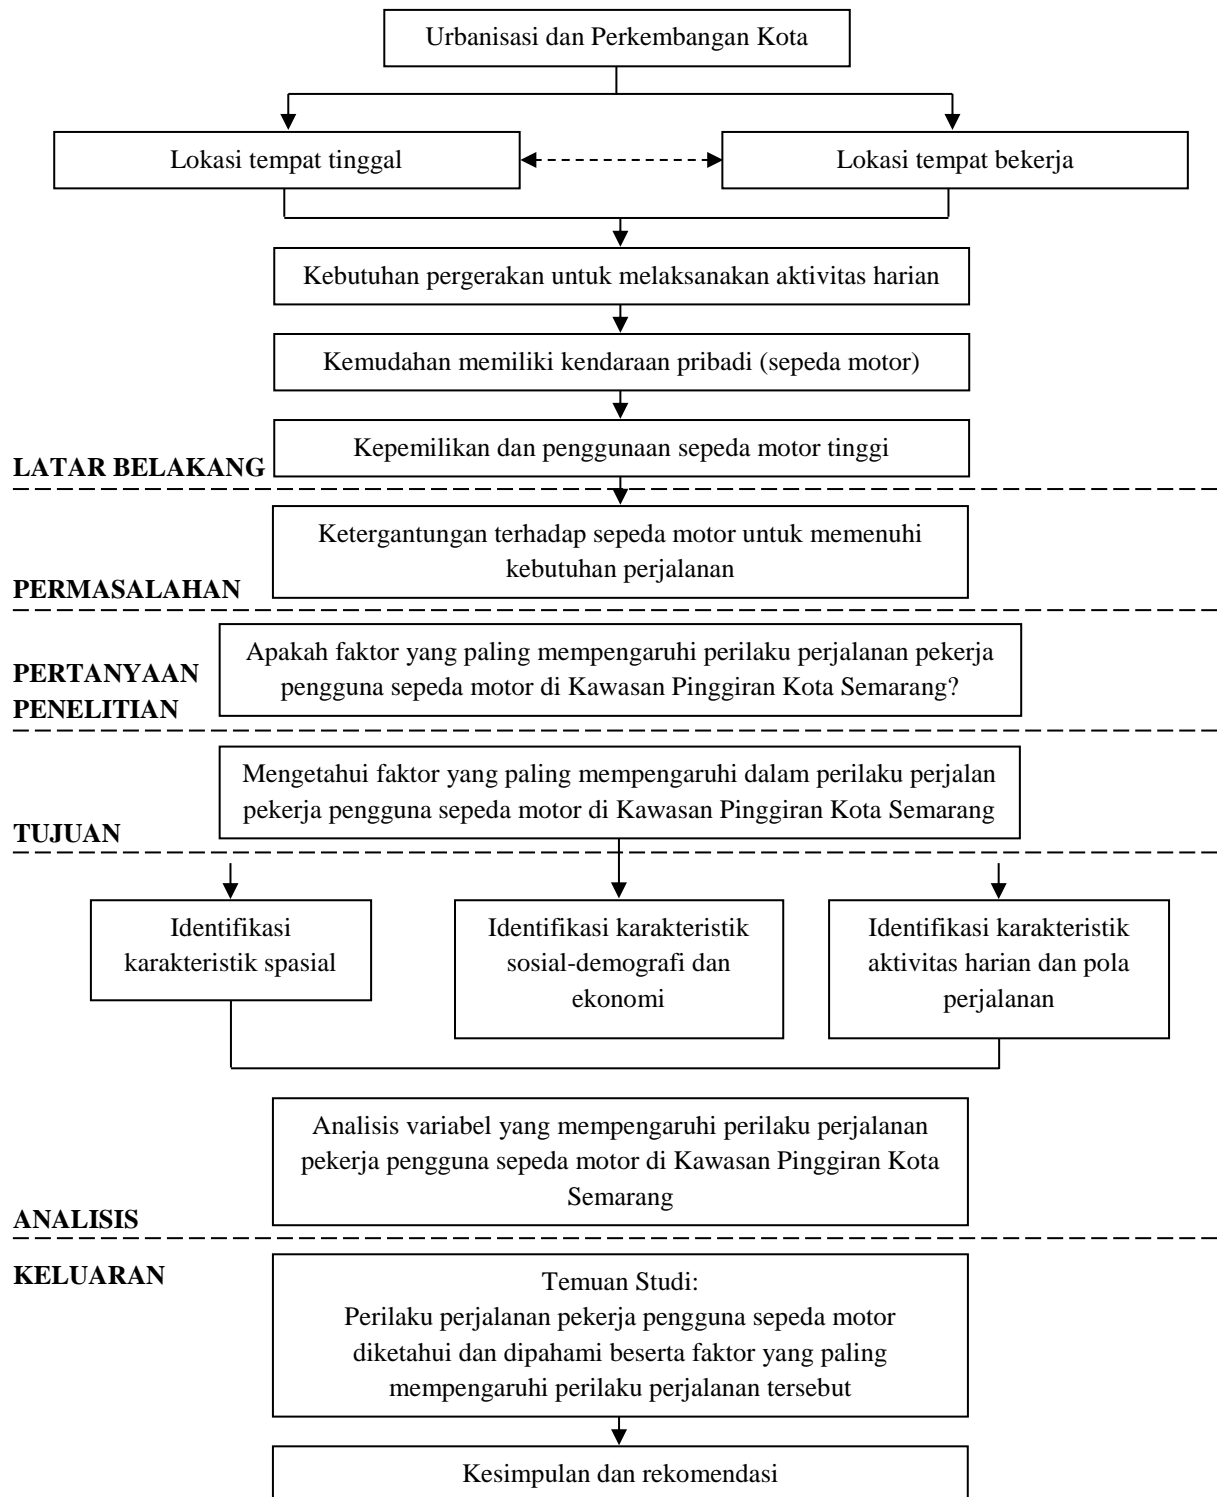 Urbanisasi dan Perkembangan Kota
Lokasi tempat tinggal
Lokasi tempat bekerja
Kebutuhan pergerakan untuk melaksanakan aktivitas harian
Kemudahan memiliki kendaraan pribadi (sepeda motor)
Kepemilikan dan penggunaan sepeda motor tinggi
LATAR BELAKANG
Ketergantungan terhadap sepeda motor untuk memenuhi
kebutuhan perjalanan
PERMASALAHAN
PERTANYAAN
PENELITIAN
Apakah faktor yang paling mempengaruhi perilaku perjalanan pekerja
pengguna sepeda motor di Kawasan Pinggiran Kota Semarang?
Mengetahui faktor yang paling mempengaruhi dalam perilaku perjalan
pekerja pengguna sepeda motor di Kawasan Pinggiran Kota Semarang
TUJUAN
Identifikasi
karakteristik spasial
Identifikasi karakteristik
sosial-demografi dan
ekonomi
Identifikasi karakteristik
aktivitas harian dan pola
perjalanan
Analisis variabel yang mempengaruhi perilaku perjalanan
pekerja pengguna sepeda motor di Kawasan Pinggiran Kota
Semarang
ANALISIS
KELUARAN
Temuan Studi:
Perilaku perjalanan pekerja pengguna sepeda motor
diketahui dan dipahami beserta faktor yang paling
mempengaruhi perilaku perjalanan tersebut
Kesimpulan dan rekomendasi